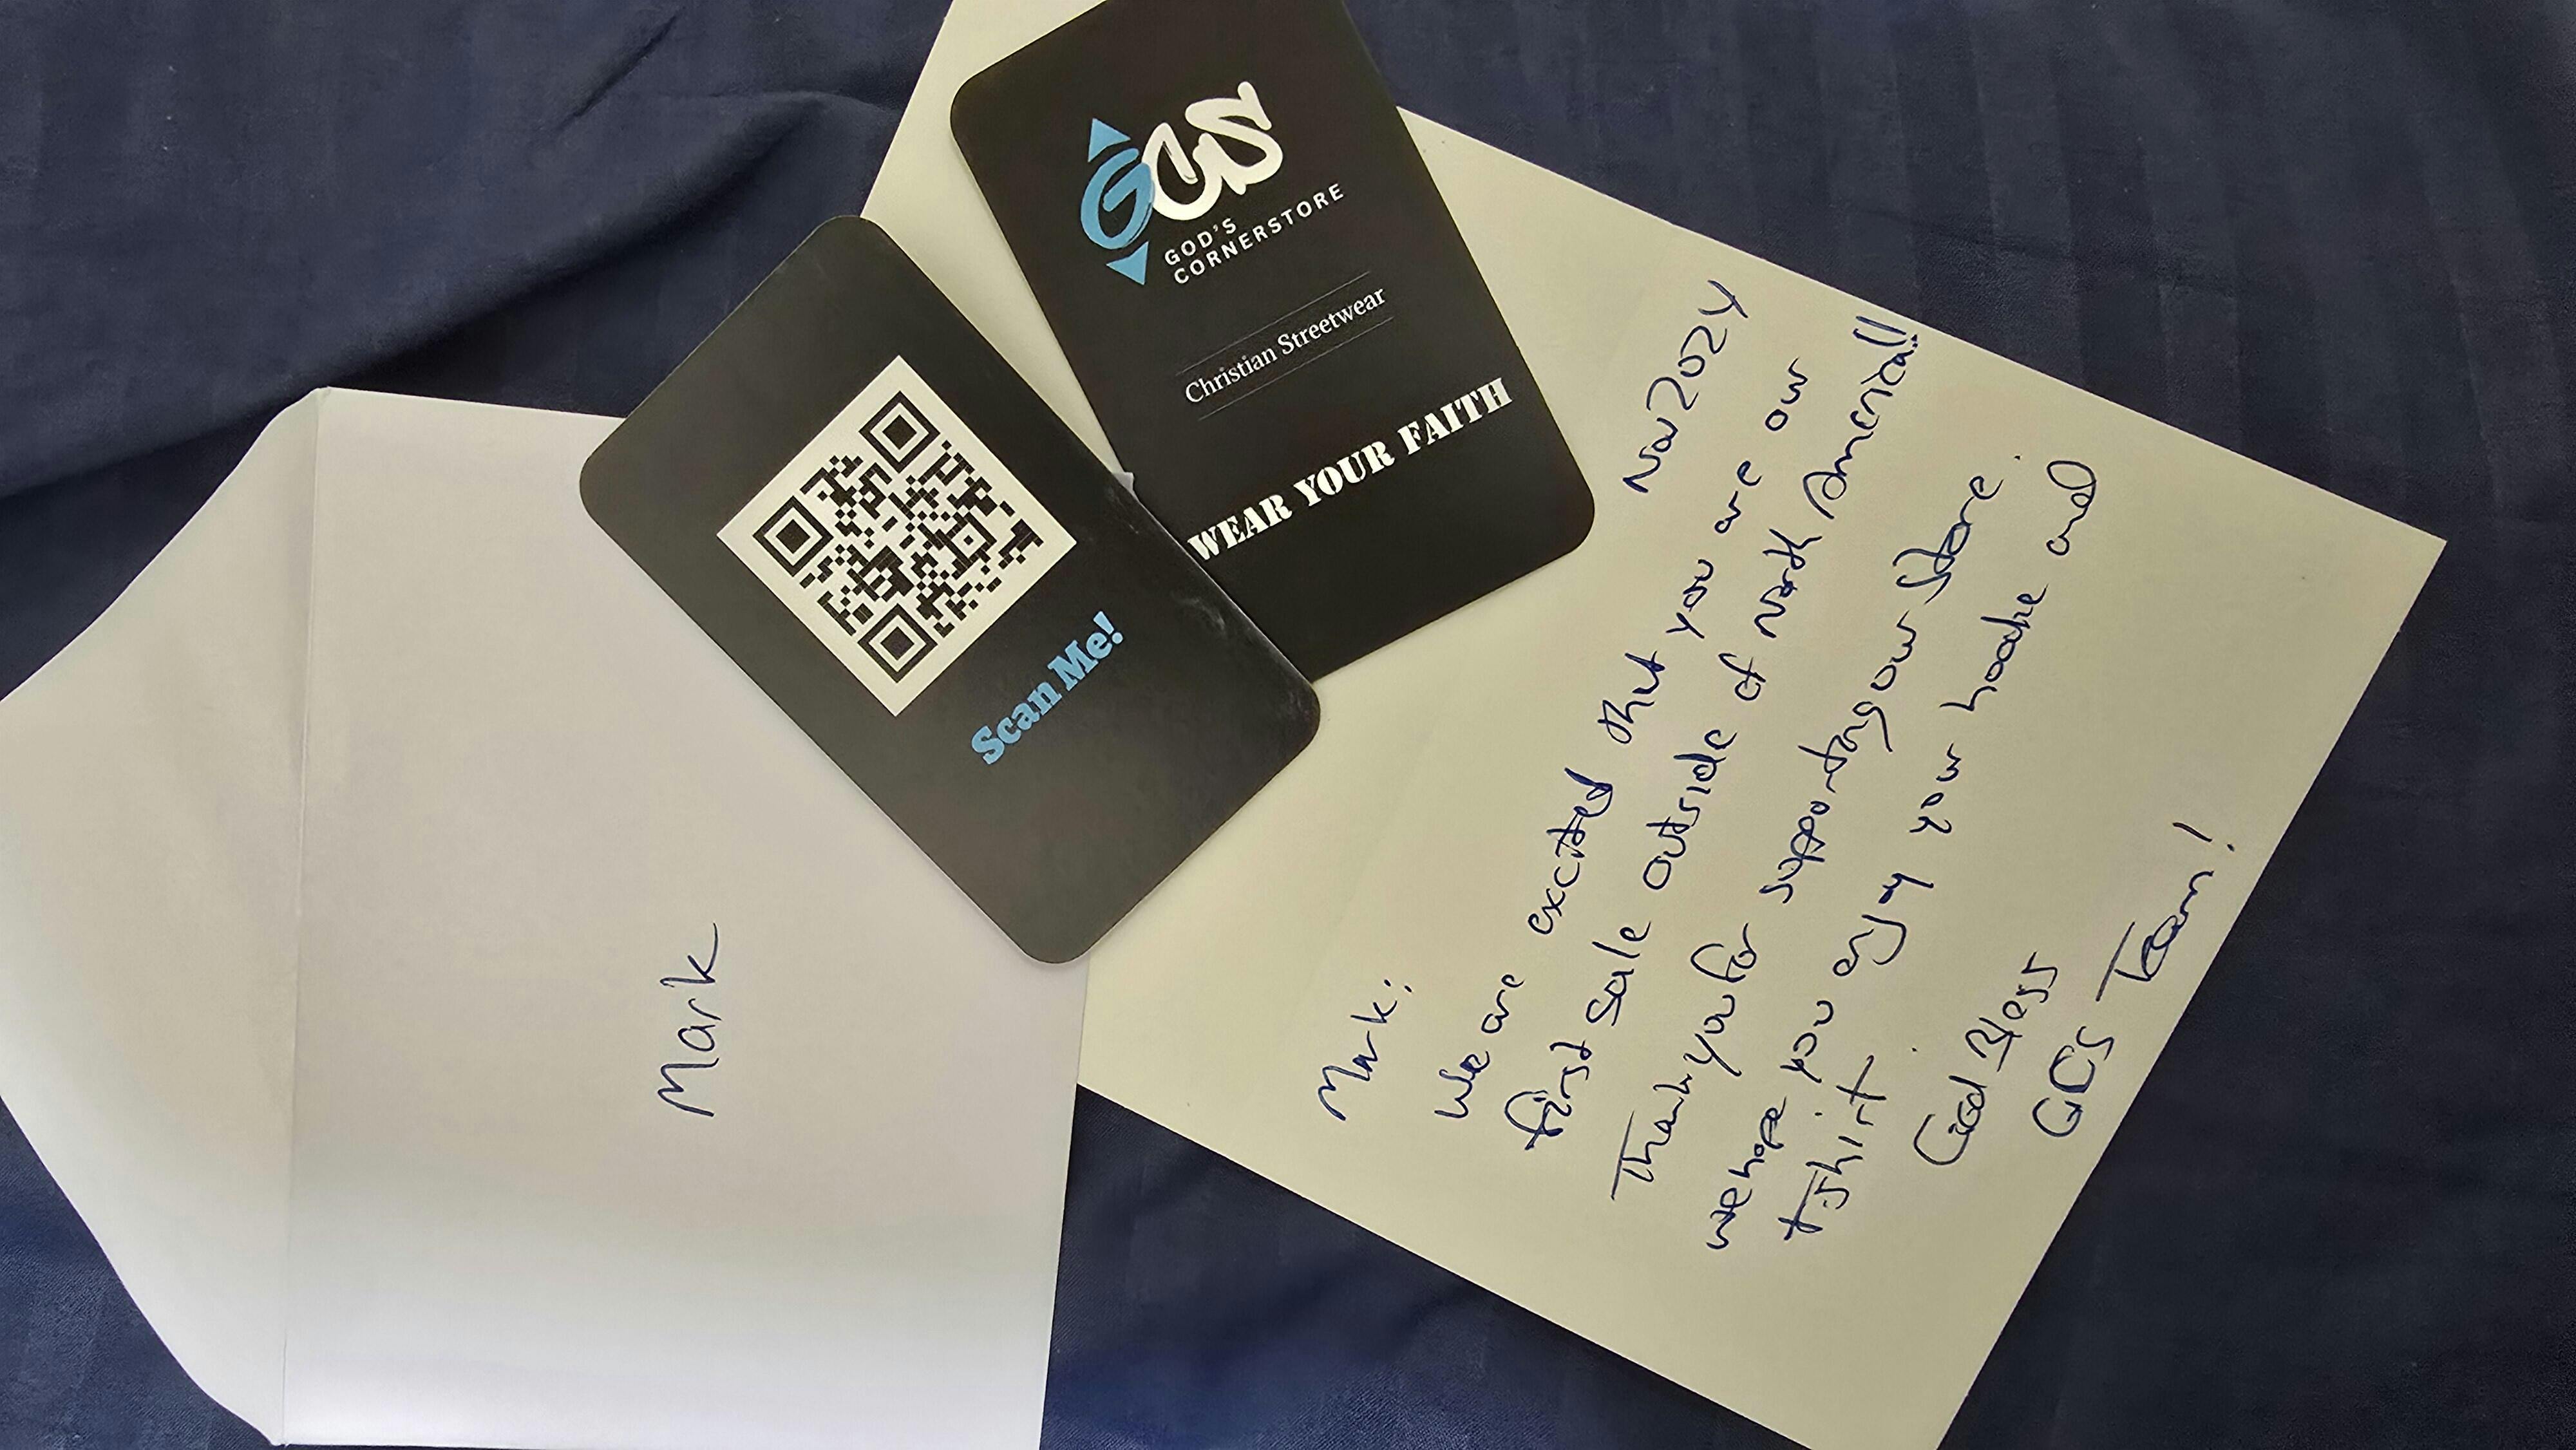 GCS
GOD'S
CORNERSTORE
Christian Streetwear
WEAR YOUR FAITH
Scan Me!
Mark
Nov 2024
Mark:
We are excited that you are our
first sale outside of North America!!
Thank you for supporting our Store.
we hope you enjoy your hoodie and
tshirt.
God Bless
GCS Team!